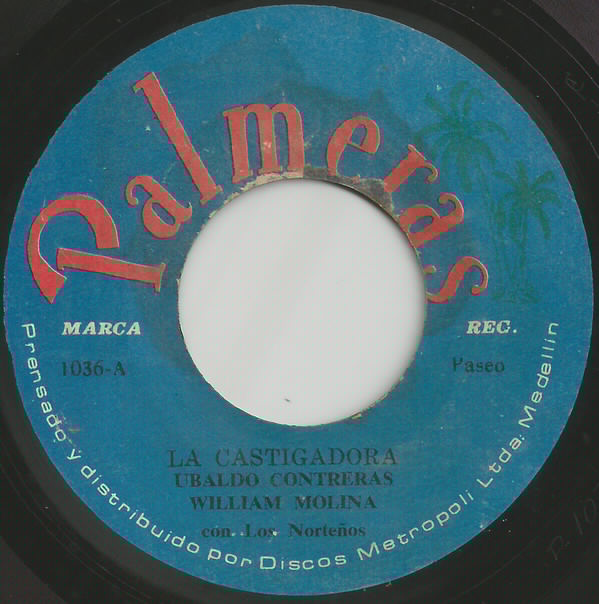 Palmeras
MARCA REG.
1036-A Paseo
LA CASTIGADORA
UBALDO CONTRERAS
WILLIAM MOLINA
con Los Norteños
Prensado y distribuido por Discos Metropoli Ltda. Medellin